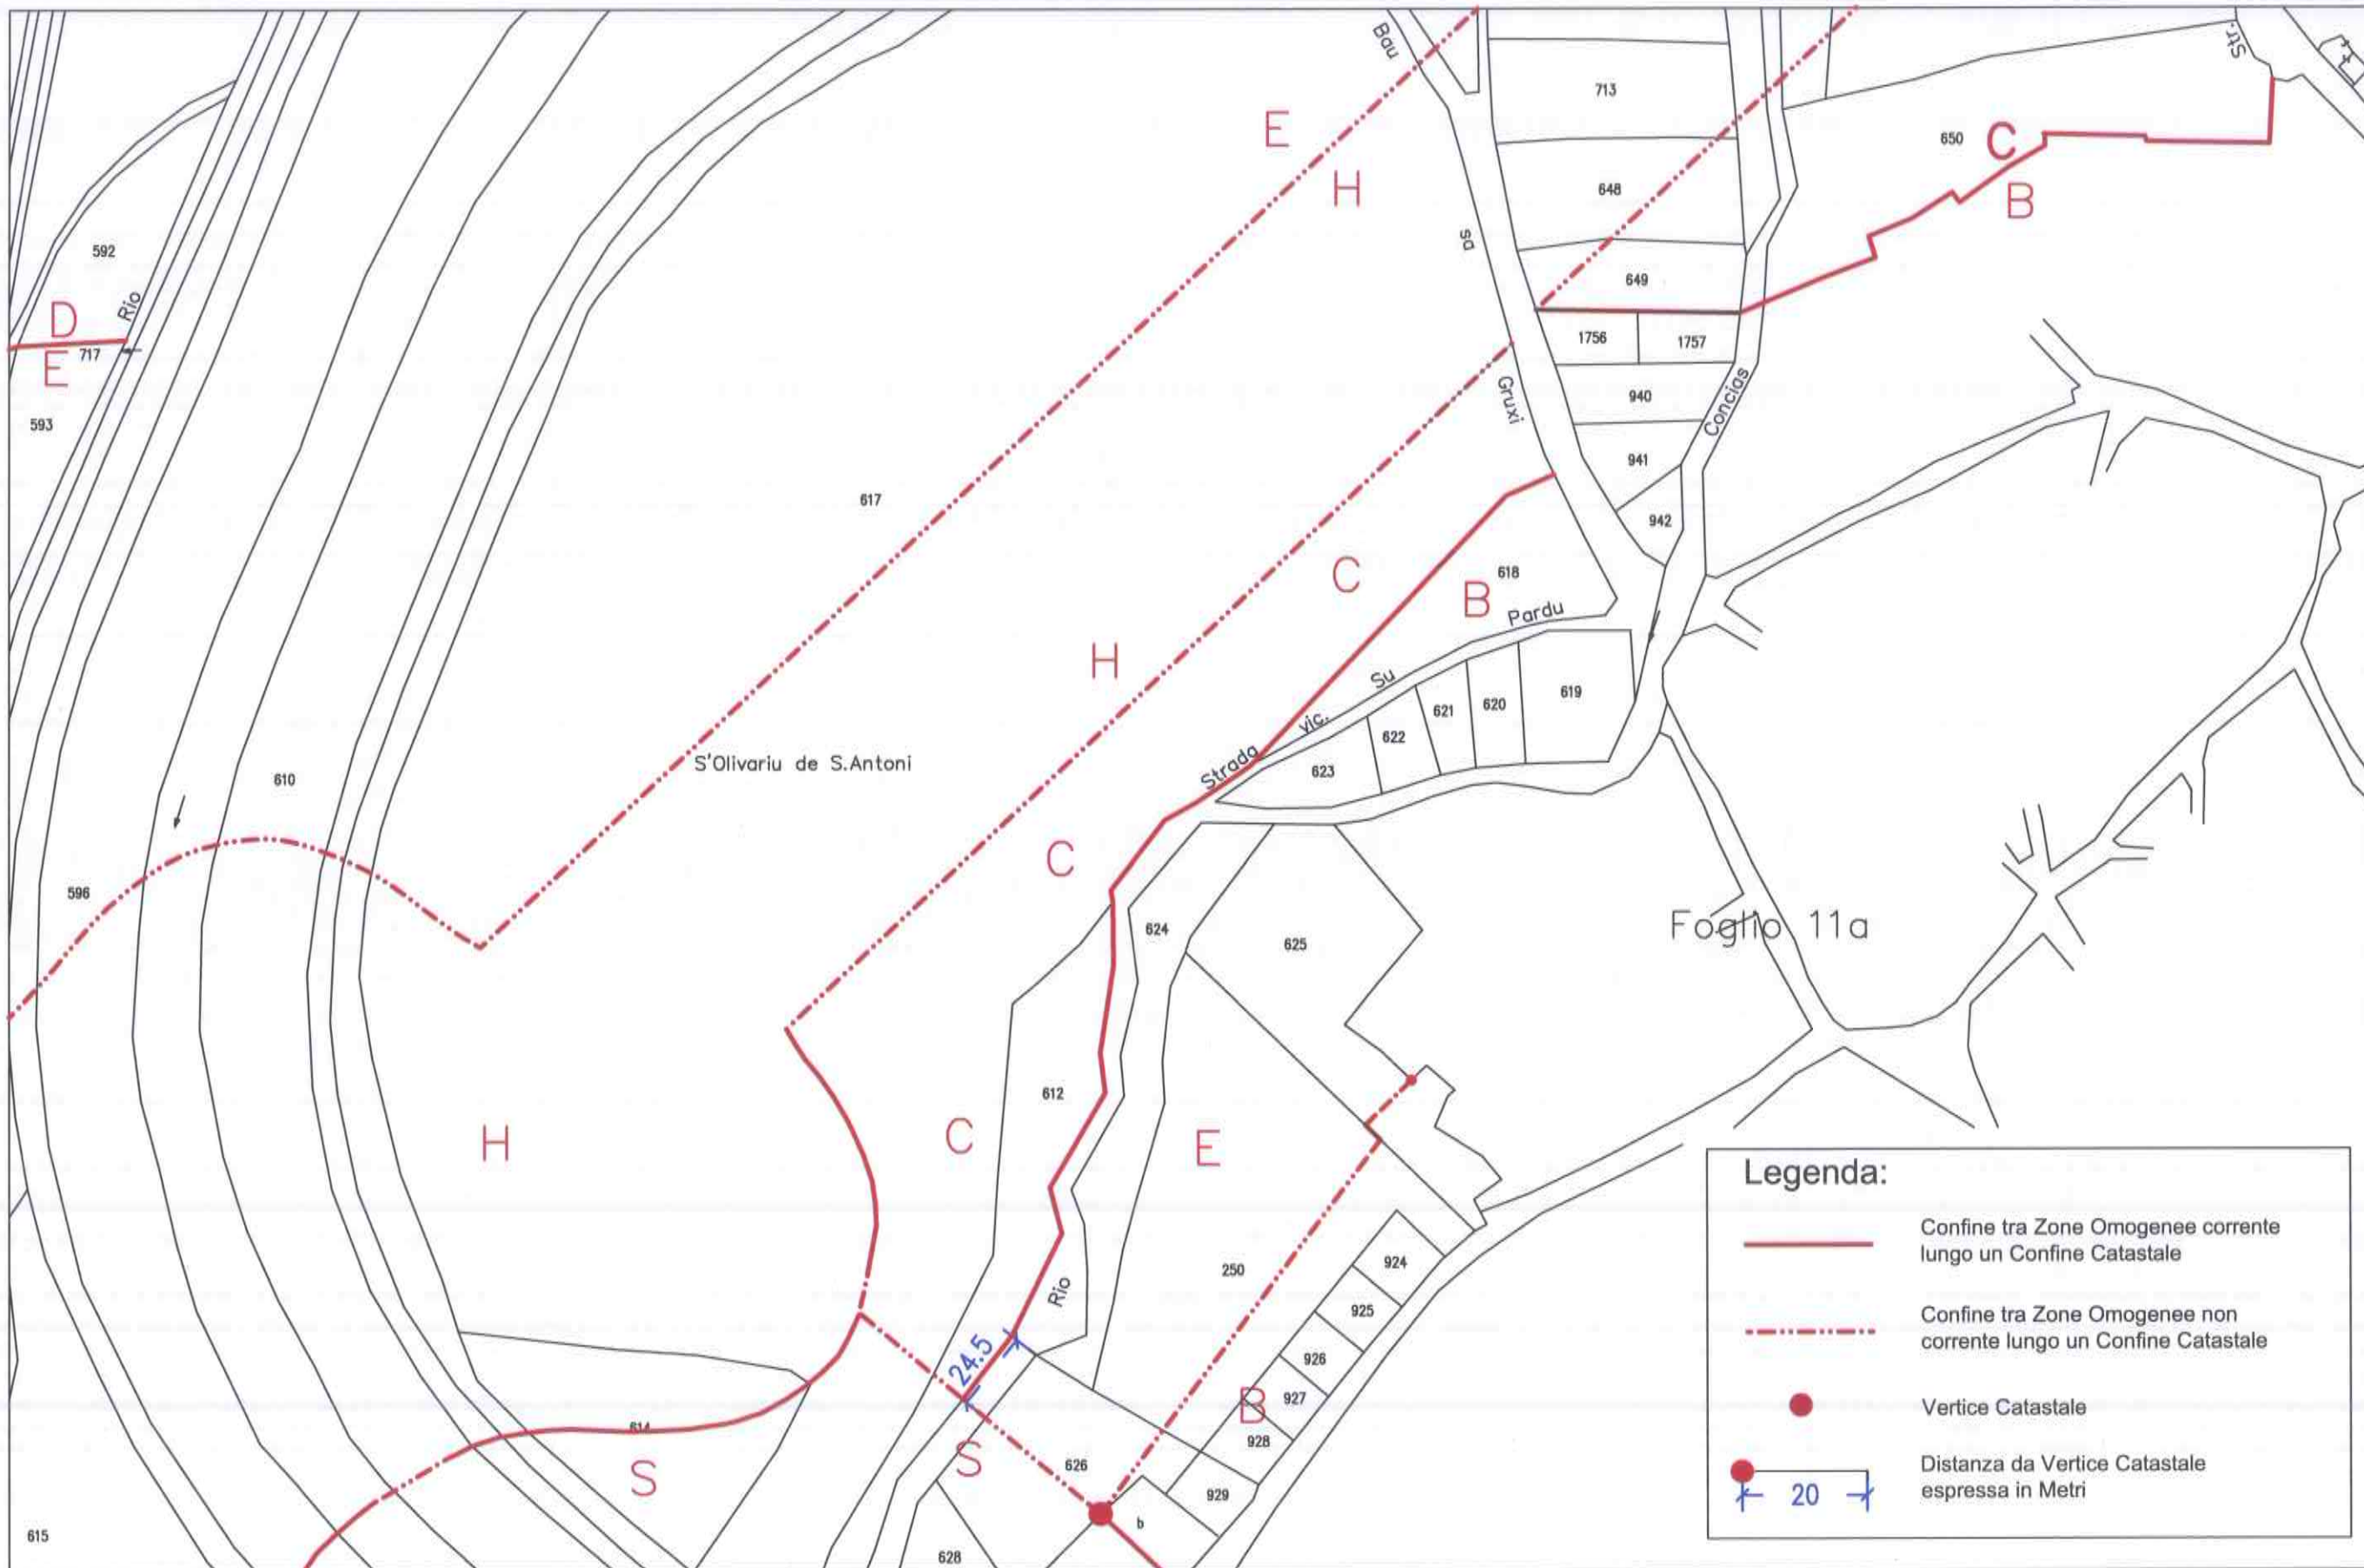 Bau
Str.
E
713
650
C
H
648
B
sa
592
649
Rio
D
717
1756
1757
E
Gruxi
940
Concias
593
941
617
942
C
618
B
Pardu
H
Su
619
620
621
vic.
622
Strada
S'Olivariu de S.Antoni
623
610
C
596
624
Foglio 11a
625
612
H
C
E
Legenda:
Confine tra Zone Omogenee corrente
lungo un Confine Catastale
250
924
Rio
925
Confine tra Zone Omogenee non
corrente lungo un Confine Catastale
24.5
926
927
B
Vertice Catastale
614
928
S
S
626
Distanza da Vertice Catastale
espressa in Metri
20
929
b
615
628